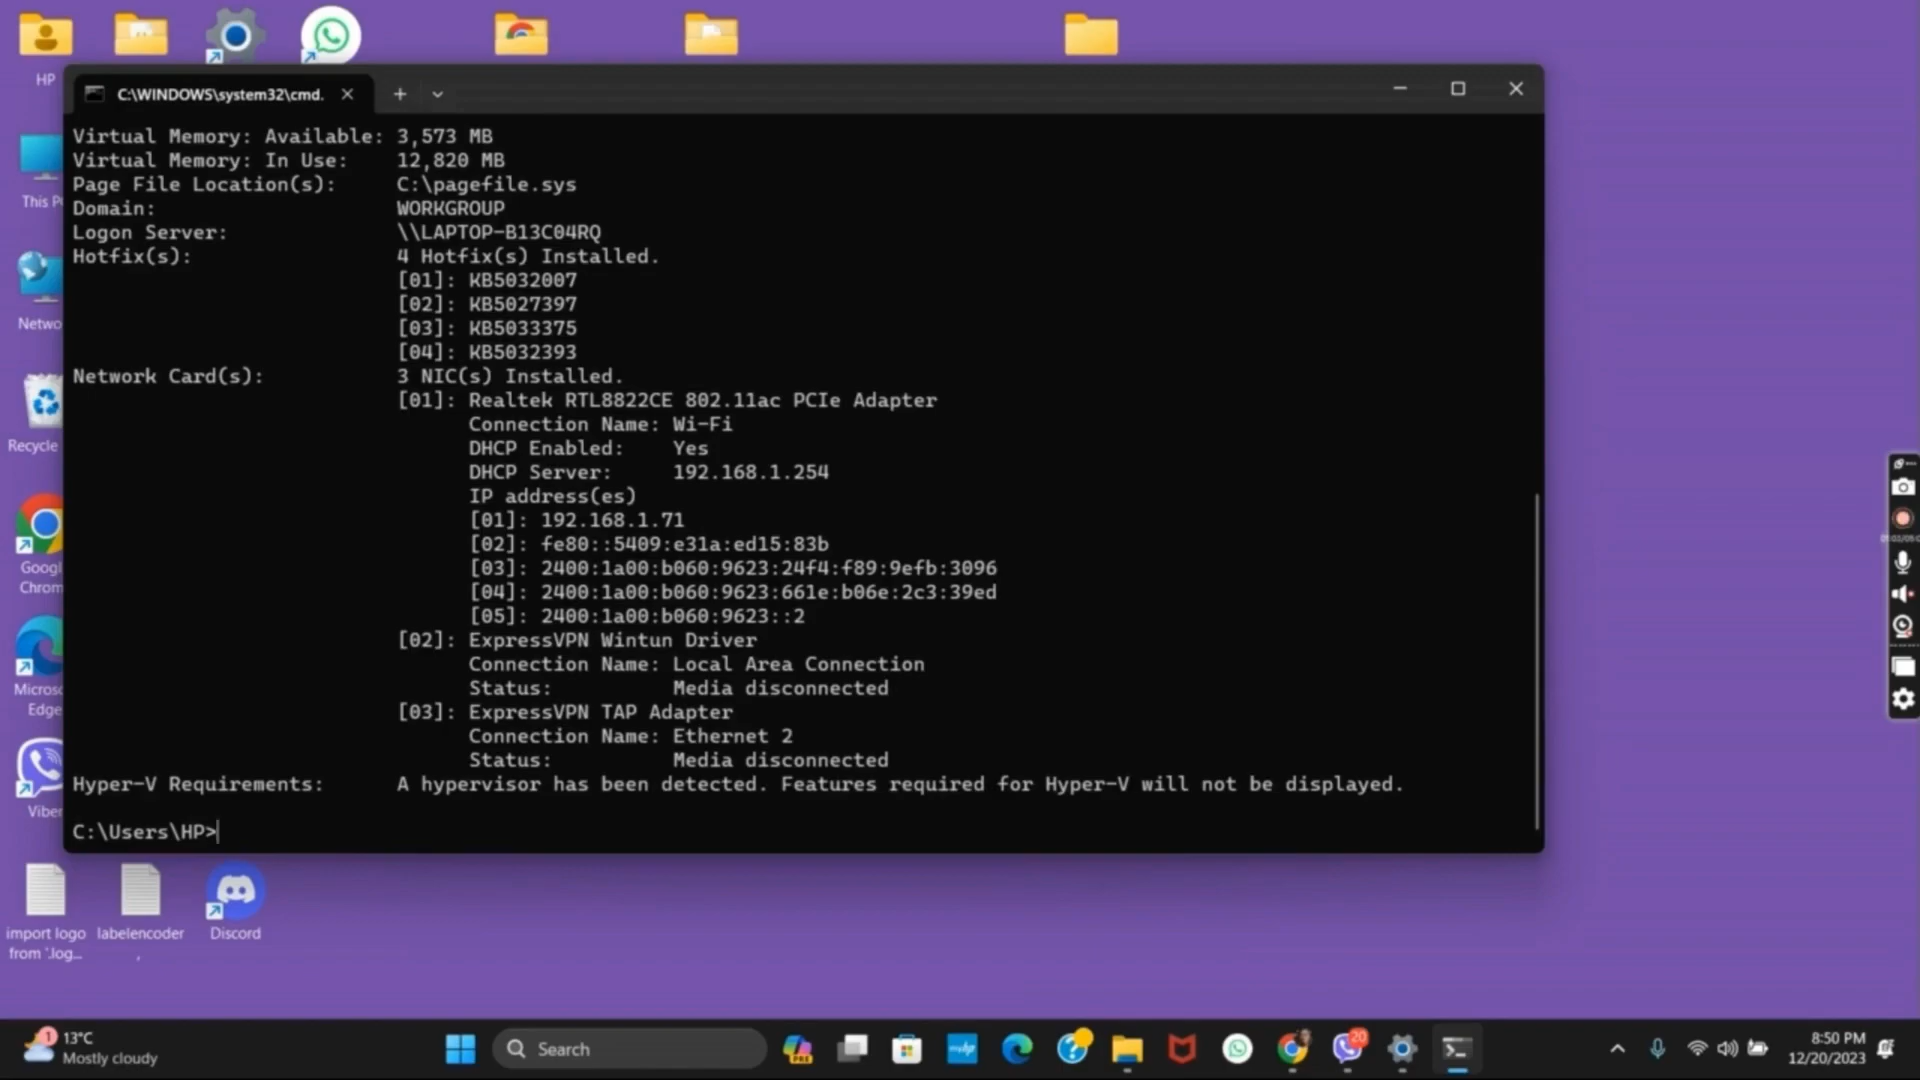 HP
C:\WINDOWS\system32\cmd.
Virtual Memory: Available: 3,573 MB
Virtual Memory: In Use: 12,820 MB
Page File Location(s): C:\pagefile.sys
Domain: WORKGROUP
Logon Server: \\LAPTOP-B13C04RQ
Hotfix(s): 4 Hotfix(s) Installed.
[01]: KB5032007
[02]: KB5027397
[03]: KB5033375
[04]: KB5032393
Network Card(s): 3 NIC(s) Installed.
[01]: Realtek RTL8822CE 802.11ac PCIe Adapter
Connection Name: Wi-Fi
DHCP Enabled: Yes
DHCP Server: 192.168.1.254
IP address(es)
[01]: 192.168.1.71
[02]: fe80::5409:e31a:ed15:83b
[03]: 2400:1a00:b060:9623:24f4:f89:9efb:3096
[04]: 2400:1a00:b060:9623:661e:b06e:2c3:39ed
[05]: 2400:1a00:b060:9623::2
[02]: ExpressVPN Wintun Driver
Connection Name: Local Area Connection
Status: Media disconnected
[03]: ExpressVPN TAP Adapter
Connection Name: Ethernet 2
Status: Media disconnected
Hyper-V Requirements: A hypervisor has been detected. Features required for Hyper-V will not be displayed.
C:\Users\HP>
This P
Netwo
Recycle
Googl
Chrom
Micros
Edge
Viber
import logo
from '.log...
labelencoder
,
Discord
1
13°C
Mostly cloudy
Search
PRE
myhp
20
8:50 PM
12/20/2023